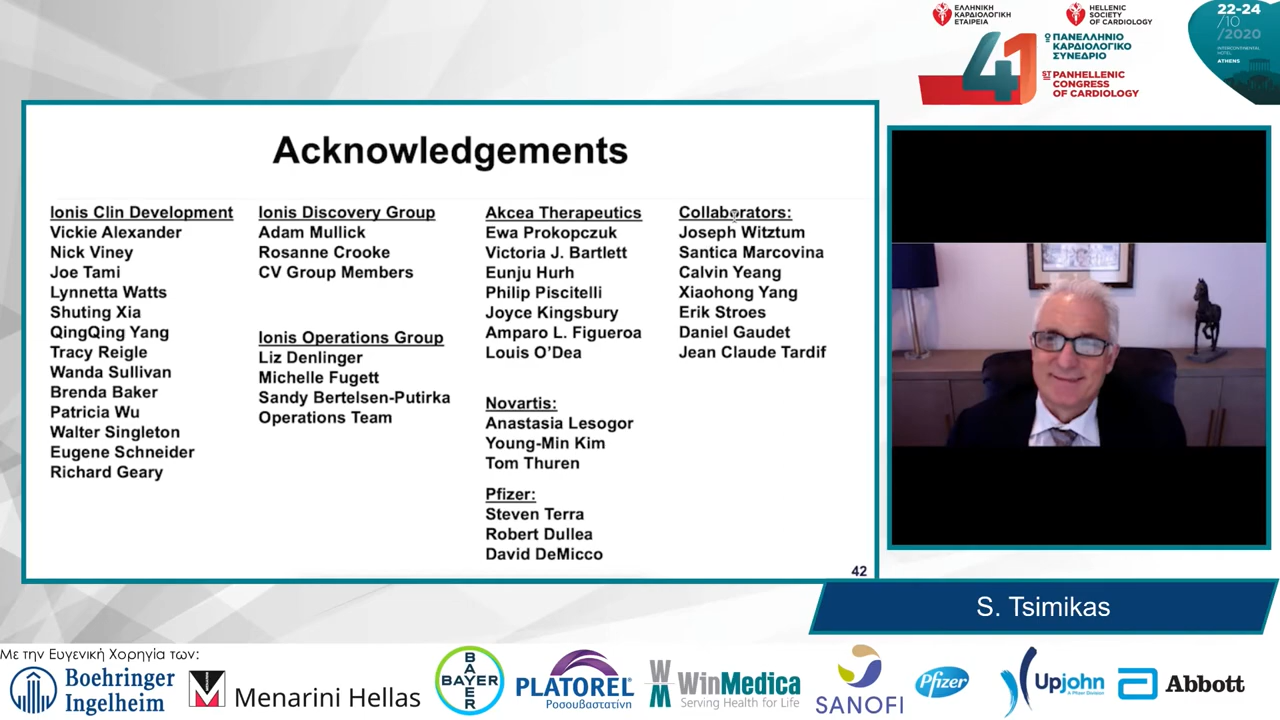 ΕΛΛΗΝΙΚΗ
ΚΑΡΔΙΟΛΟΓΙΚΗ
ΕΤΑΙΡΕΙΑ
HELLENIC
SOCIETY
OF CARDIOLOGY
41
ο ΠΑΝΕΛΛΗΝΙΟ
ΚΑΡΔΙΟΛΟΓΙΚΟ
ΣΥΝΕΔΡΙΟ
ST PANHELLENIC
CONGRESS
OF CARDIOLOGY
22-24
/10
/2020
INTERCONTINENTAL
HOTEL
ATHENS
Acknowledgements
Ionis Clin Development
Vickie Alexander
Nick Viney
Joe Tami
Lynnetta Watts
Shuting Xia
QingQing Yang
Tracy Reigle
Wanda Sullivan
Brenda Baker
Patricia Wu
Walter Singleton
Eugene Schneider
Richard Geary
Ionis Discovery Group
Adam Mullick
Rosanne Crooke
CV Group Members
Ionis Operations Group
Liz Denlinger
Michelle Fugett
Sandy Bertelsen-Putirka
Operations Team
Akcea Therapeutics
Ewa Prokopczuk
Victoria J. Bartlett
Eunju Hurh
Philip Piscitelli
Joyce Kingsbury
Amparo L. Figueroa
Louis O’Dea
Novartis:
Anastasia Lesogor
Young-Min Kim
Tom Thuren
Pfizer:
Steven Terra
Robert Dullea
David DeMicco
Collaborators:
Joseph Witztum
Santica Marcovina
Calvin Yeang
Xiaohong Yang
Erik Stroes
Daniel Gaudet
Jean Claude Tardif
42
S. Tsimikas
Με την Ευγενική Χορηγία των:
Boehringer
Ingelheim
Menarini Hellas
BAYER
BAYER
PLATOREL
Ροσουβαστατίνη
WinMedica
Serving Health for Life
SANOFI
Pfizer
Upjohn
A Pfizer Division
Abbott